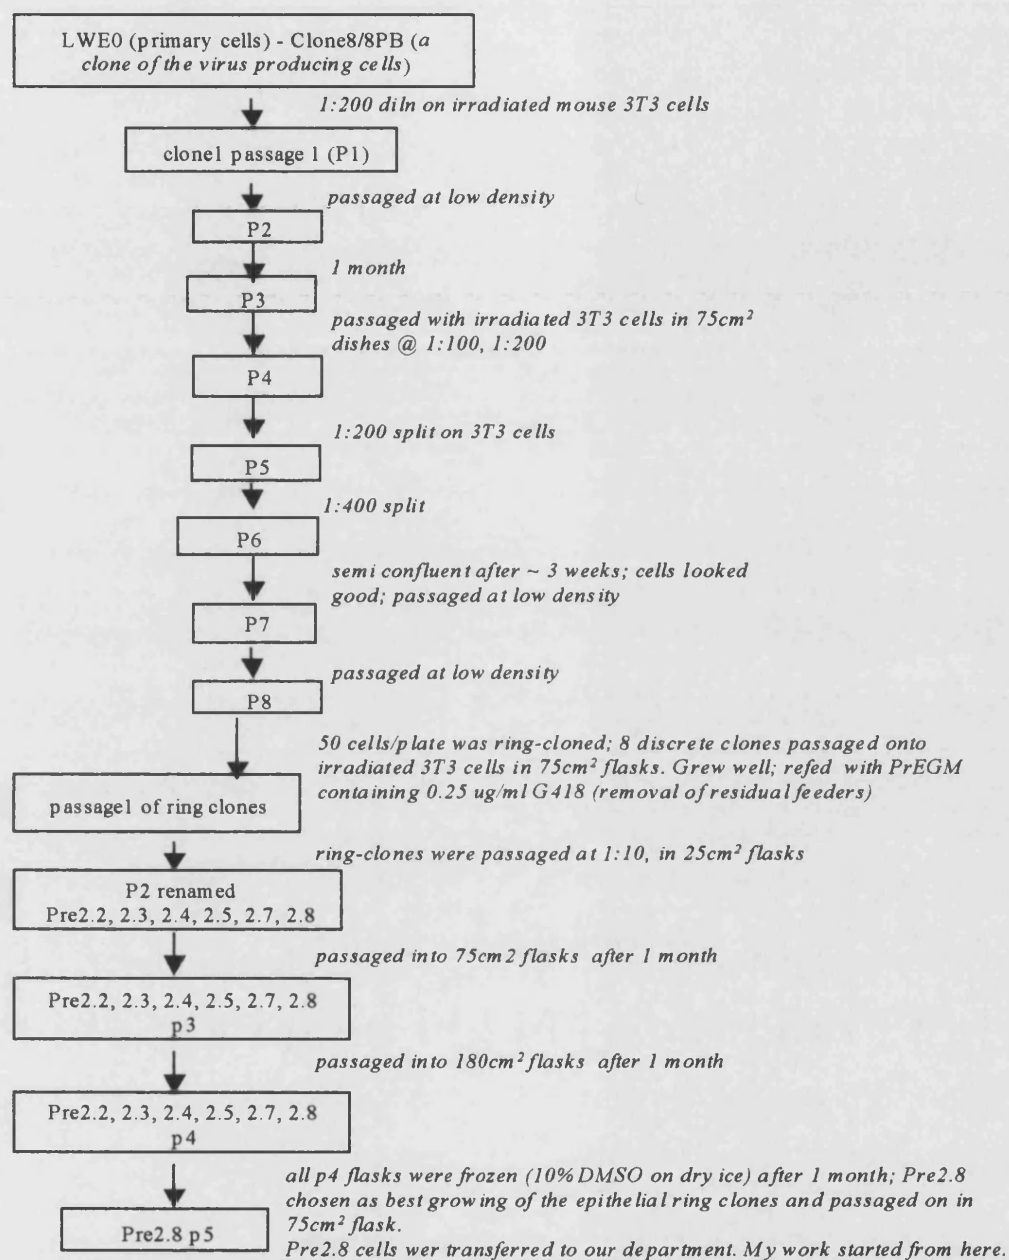 LWE0 (primary cells) - Clone8/8PB (a
clone of the virus producing cells)
1:200 diln on irradiated mouse 3T3 cells
clone1 passage 1 (P1)
passaged at low density
P2
1 month
P3
passaged with irradiated 3T3 cells in 75cm²
dishes @ 1:100, 1:200
P4
1:200 split on 3T3 cells
P5
1:400 split
P6
semi confluent after ~ 3 weeks; cells looked
good; passaged at low density
P7
passaged at low density
P8
50 cells/plate was ring-cloned; 8 discrete clones passaged onto
irradiated 3T3 cells in 75cm² flasks. Grew well; refed with PrEGM
containing 0.25 ug/ml G418 (removal of residual feeders)
passage1 of ring clones
ring-clones were passaged at 1:10, in 25cm² flasks
P2 renamed
Pre2.2, 2.3, 2.4, 2.5, 2.7, 2.8
passaged into 75cm2 flasks after 1 month
Pre2.2, 2.3, 2.4, 2.5, 2.7, 2.8
p3
passaged into 180cm² flasks after 1 month
Pre2.2, 2.3, 2.4, 2.5, 2.7, 2.8
p4
all p4 flasks were frozen (10% DMSO on dry ice) after 1 month; Pre2.8
chosen as best growing of the epithelial ring clones and passaged on in
75cm² flask.
Pre2.8 cells wer transferred to our department. My work started from here.
Pre2.8 p5